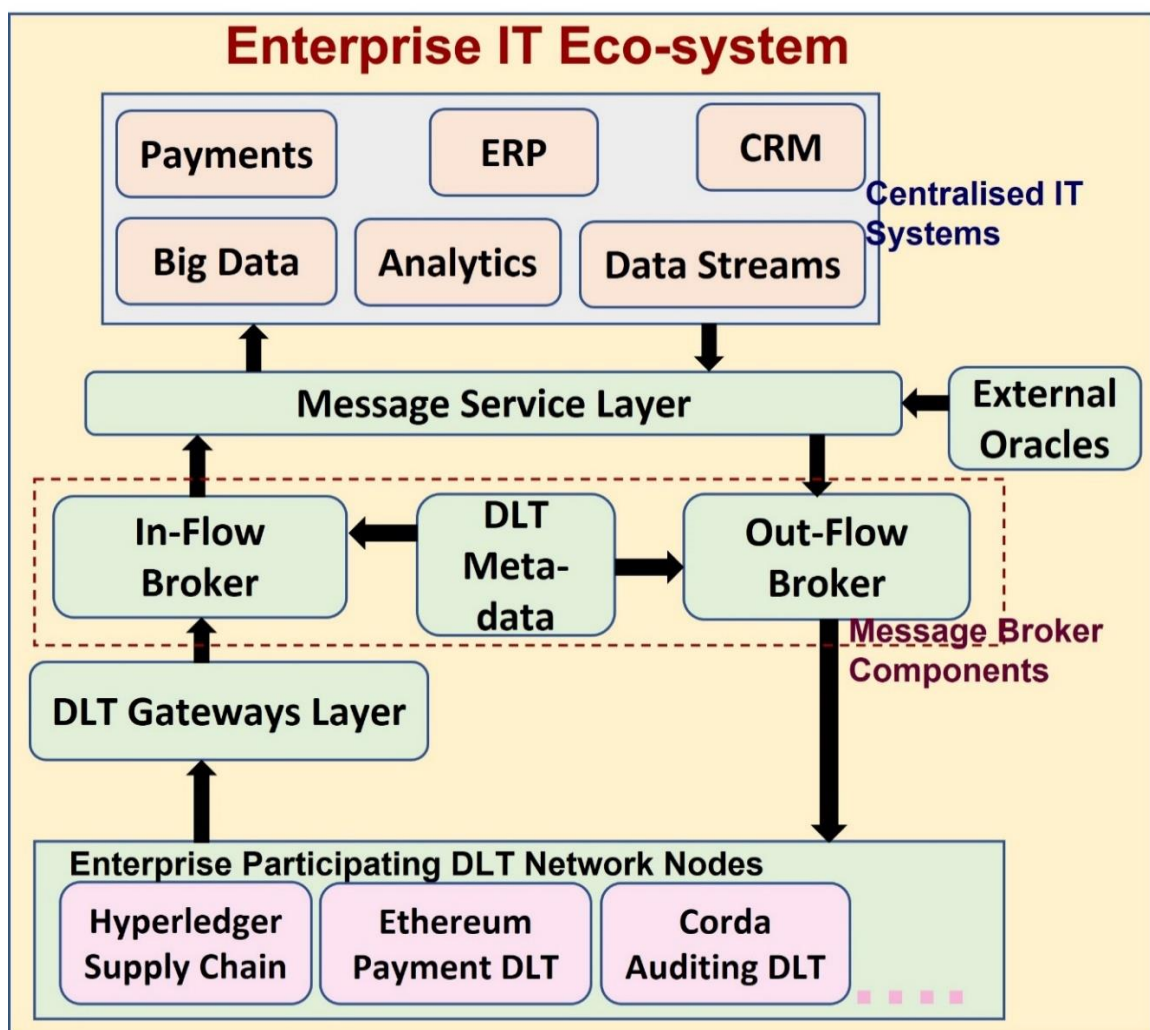 Enterprise IT Eco-system
Payments
ERP
CRM
Centralised IT
Systems
Big Data
Analytics
Data Streams
Message Service Layer
External
Oracles
In-Flow
Broker
DLT
Meta-
data
Out-Flow
Broker
Message Broker
Components
DLT Gateways Layer
Enterprise Participating DLT Network Nodes
Hyperledger
Supply Chain
Ethereum
Payment DLT
Corda
Auditing DLT